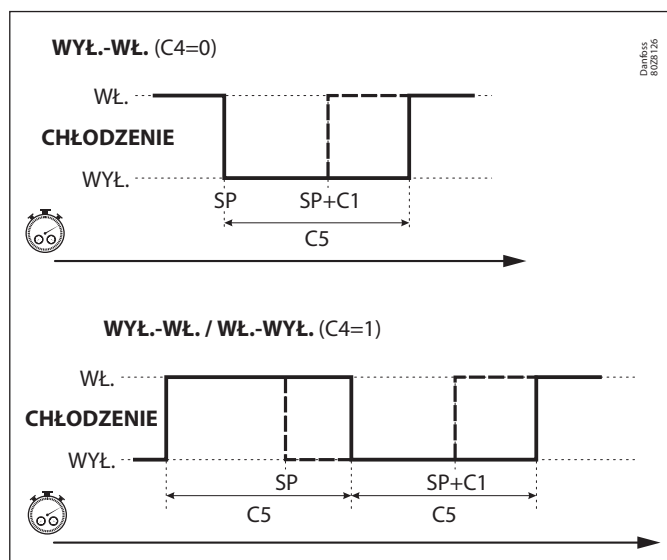 WYŁ.-WŁ. (C4=0)
Danfoss
80Z8126
WŁ.
CHŁODZENIE
WYŁ.
SP SP+C1
C5
WYŁ.-WŁ. / WŁ.-WYŁ. (C4=1)
WŁ.
CHŁODZENIE
WYŁ.
SP SP+C1
C5 C5